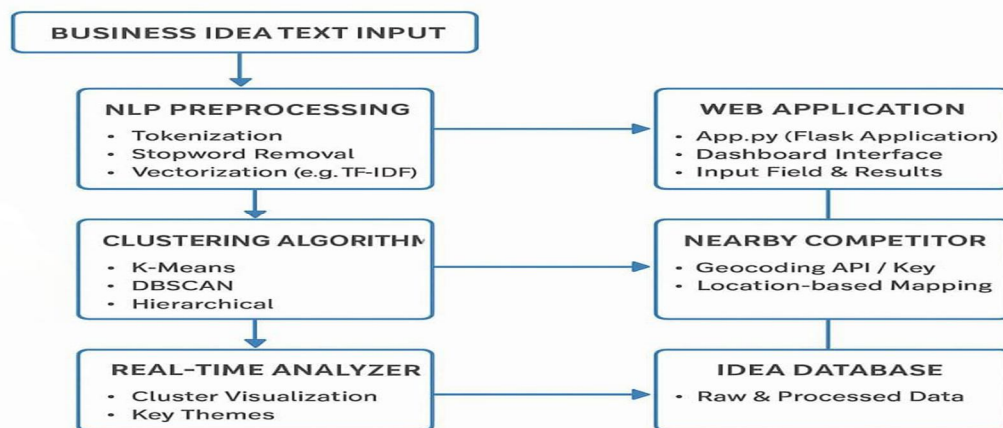 BUSINESS IDEA TEXT INPUT
NLP PREPROCESSING
• Tokenization
• Stopword Removal
• Vectorization (e.g. TF-IDF)
WEB APPLICATION
• App.py (Flask Application)
• Dashboard Interface
• Input Field & Results
CLUSTERING ALGORITHM
• K-Means
• DBSCAN
• Hierarchical
NEARBY COMPETITOR
• Geocoding API / Key
• Location-based Mapping
REAL-TIME ANALYZER
• Cluster Visualization
• Key Themes
IDEA DATABASE
• Raw & Processed Data